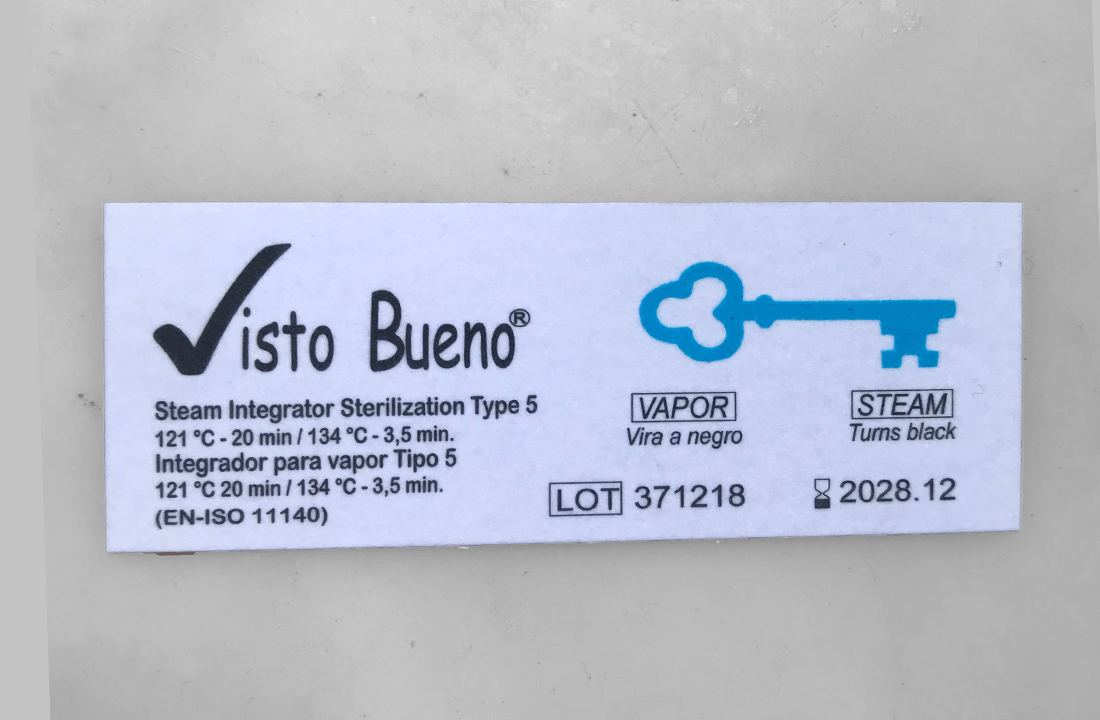 Visto Bueno®
Steam Integrator Sterilization Type 5
121 °C - 20 min / 134 °C - 3,5 min.
Integrador para vapor Tipo 5
121 °C 20 min / 134 °C - 3,5 min.
(EN-ISO 11140)
VAPOR
Vira a negro
STEAM
Turns black
LOT 371218
2028.12